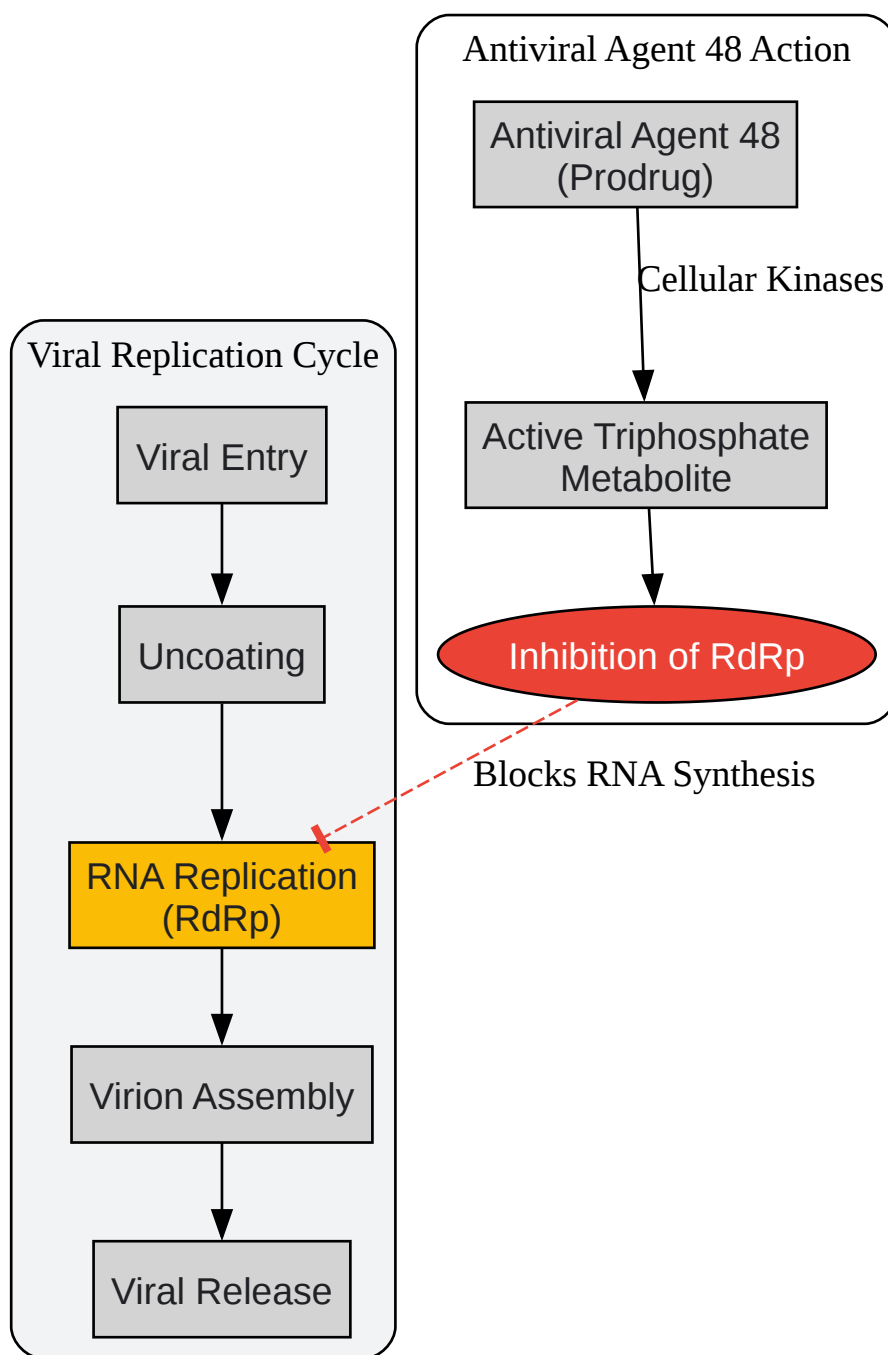 Antiviral Agent 48 Action
Antiviral Agent 48
(Prodrug)
Cellular Kinases
Active Triphosphate
Metabolite
Inhibition of RdRp
Blocks RNA Synthesis
Viral Replication Cycle
Viral Entry
Uncoating
RNA Replication
(RdRp)
Virion Assembly
Viral Release